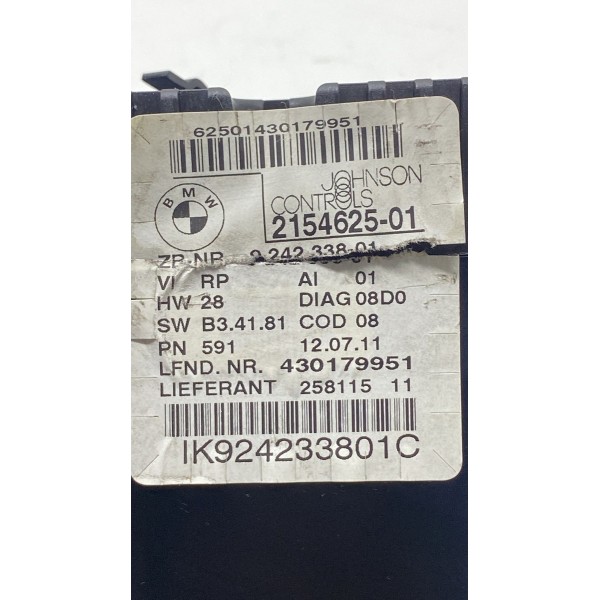 62501430179951
BMW
JOHNSON
CONTROLS
2154625-01
ZB-NR. 9 242 338-01
VI RP AI 01
HW 28 DIAG 08D0
SW B3.41.81 COD 08
PN 591 12.07.11
LFND. NR. 430179951
LIEFERANT 258115 11
IK924233801C